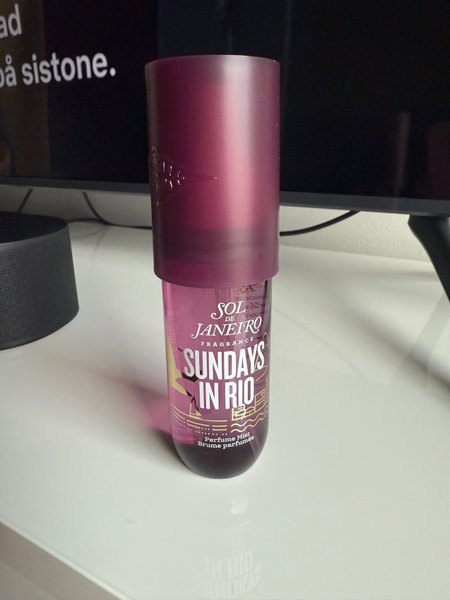 ad
på sistone.
SOL
DE
JANEIRO
FRAGRANCE
SUNDAYS
IN RIO
Perfume Mist
Brume parfumée